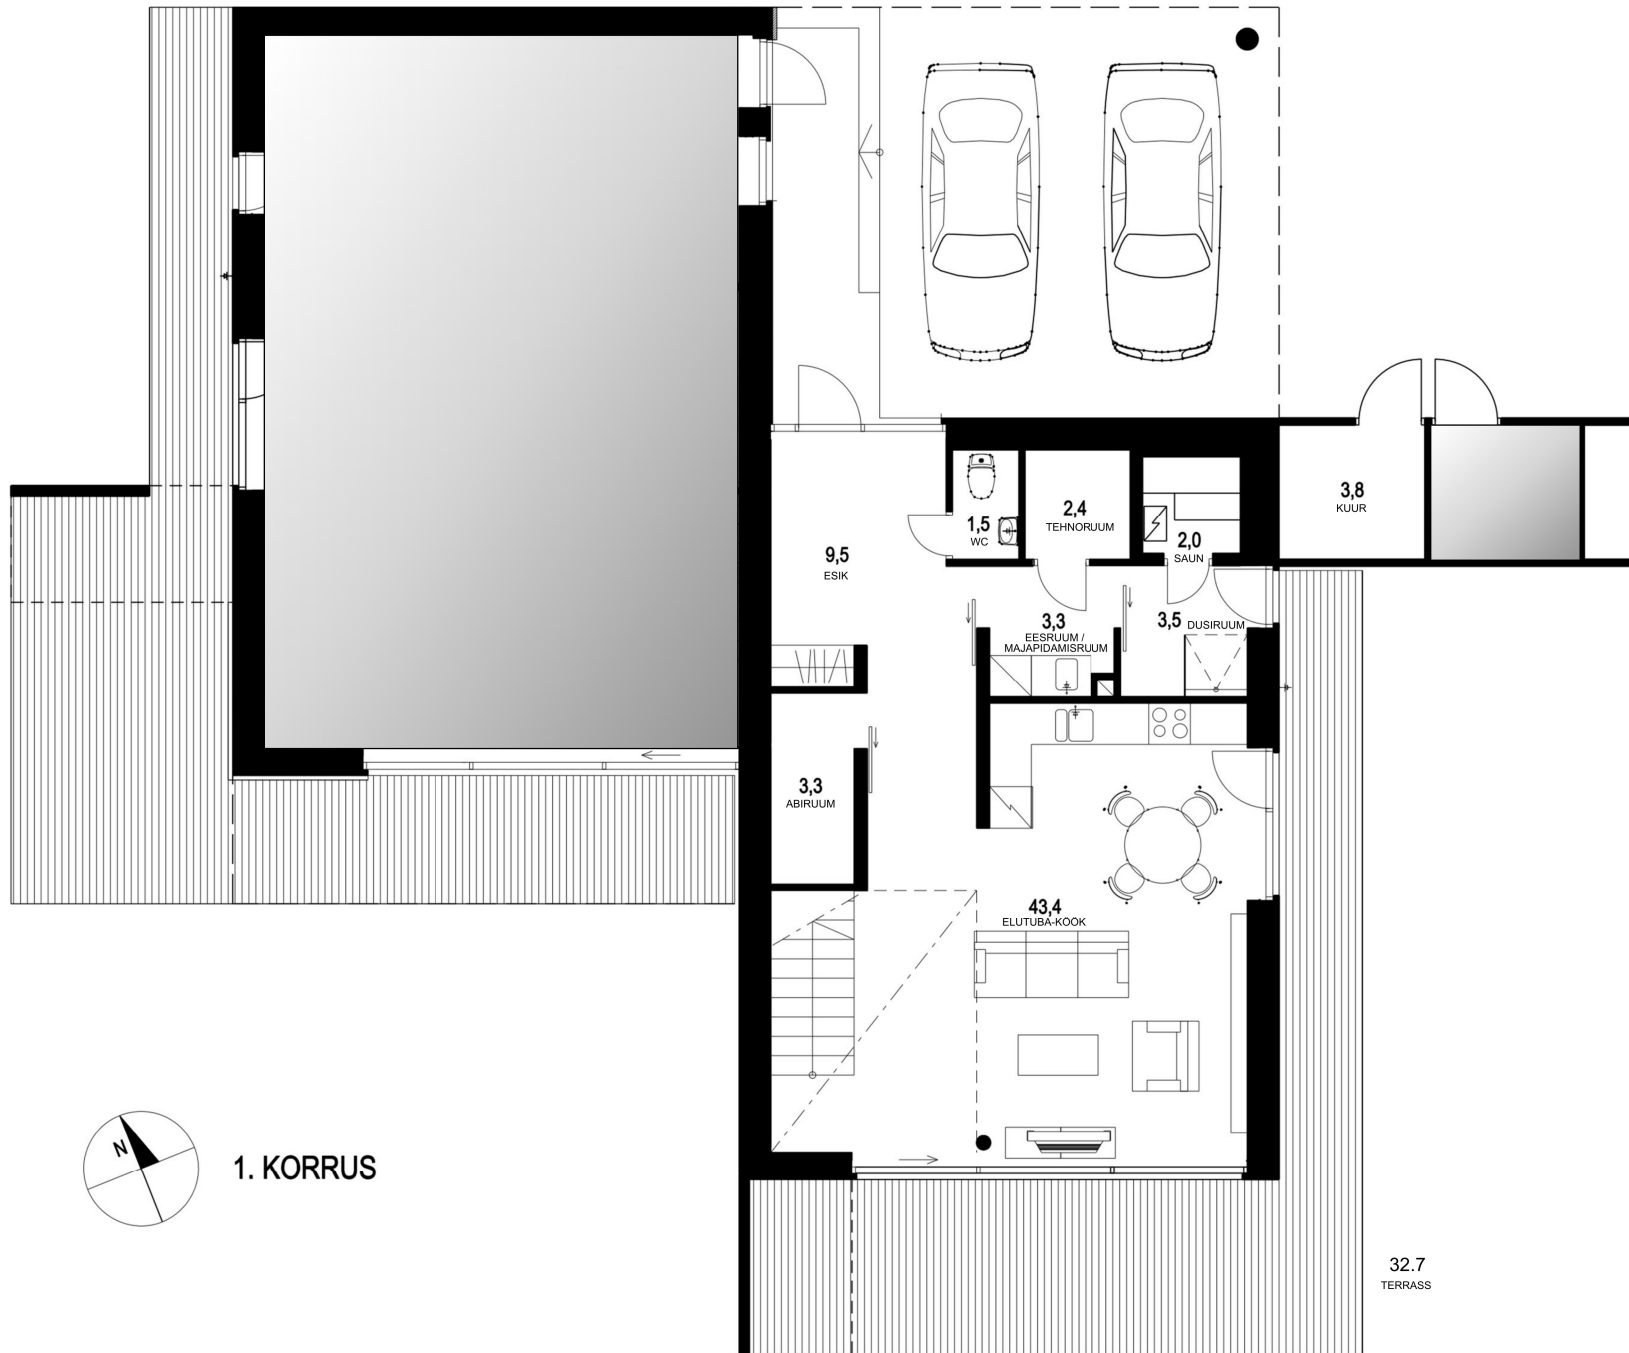 3,8
KUUR
2,4
TEHNORUUM
1,5
WC
2,0
SAUN
9,5
ESIK
3,3
EESRUUM /
MAJAPIDAMISRUUM
3,5 DUSIRUUM
3,3
ABIRUUM
43,4
ELUTUBA-KÖÖK
N
1. KORRUS
32.7
TERRASS